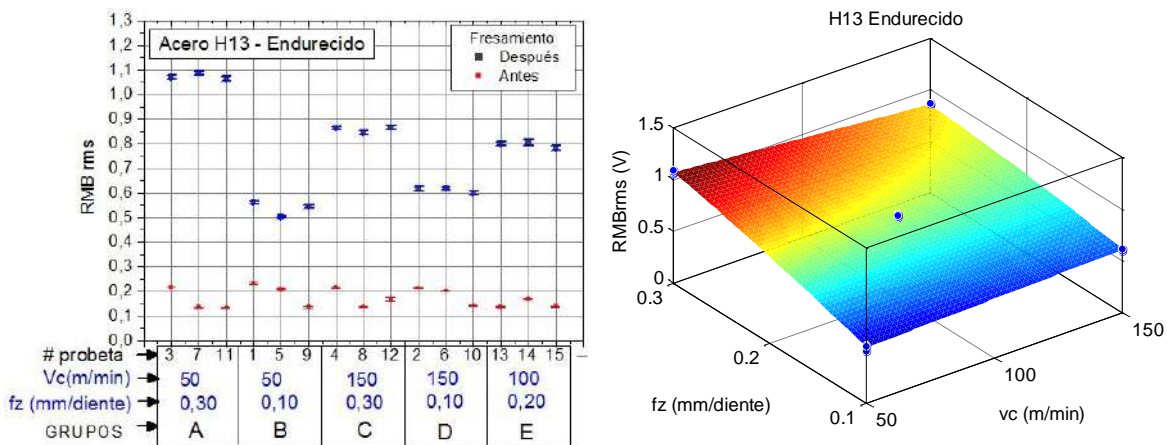 1,3
1,2
1,1
1,0
0,9
0,8
0,7
0,6
0,5
0,4
0,3
0,2
0,1
0,0
RMB rms
Acero H13 - Endurecido
Fresamiento
Después
Antes
# probeta 3 7 11 1 5 9 4 8 12 2 6 10 13 14 15 --
Vc(m/min) 50 50 150 150 100
fz (mm/diente) 0,30 0,10 0,30 0,10 0,20
GRUPOS A B C D E
H13 Endurecido
1.5
1
0.5
0
RMBrms (V)
0.3
0.2
0.1
fz (mm/diente)
50
100
150
vc (m/min)